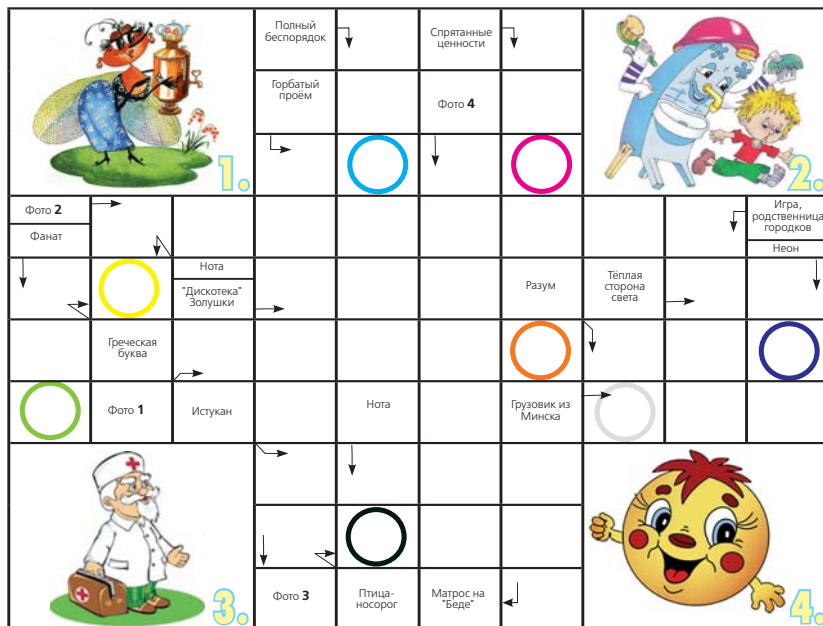 Полный
беспорядок
Спрятанные
ценности
Горбатый
проём
Фото 4
1.
2.
Фото 2
Фанат
Игра,
родственница
городков
Неон
Нота
"Дискотека"
Золушки
Разум
Тёплая
сторона
света
Греческая
буква
Фото 1
Истукан
Нота
Грузовик из
Минска
3.
4.
Фото 3
Птица-
носорог
Матрос на
"Беде"